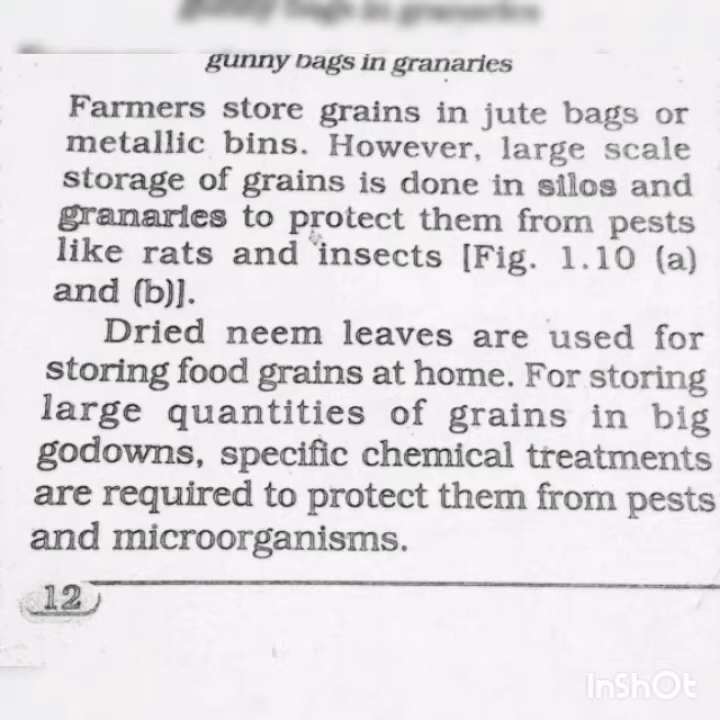 gunny bags in granaries
Farmers store grains in jute bags or
metallic bins. However, large scale
storage of grains is done in silos and
granaries to protect them from pests
like rats and insects [Fig. 1.10 (a)
and (b)].
Dried neem leaves are used for
storing food grains at home. For storing
large quantities of grains in big
godowns, specific chemical treatments
are required to protect them from pests
and microorganisms.
12
InShOt